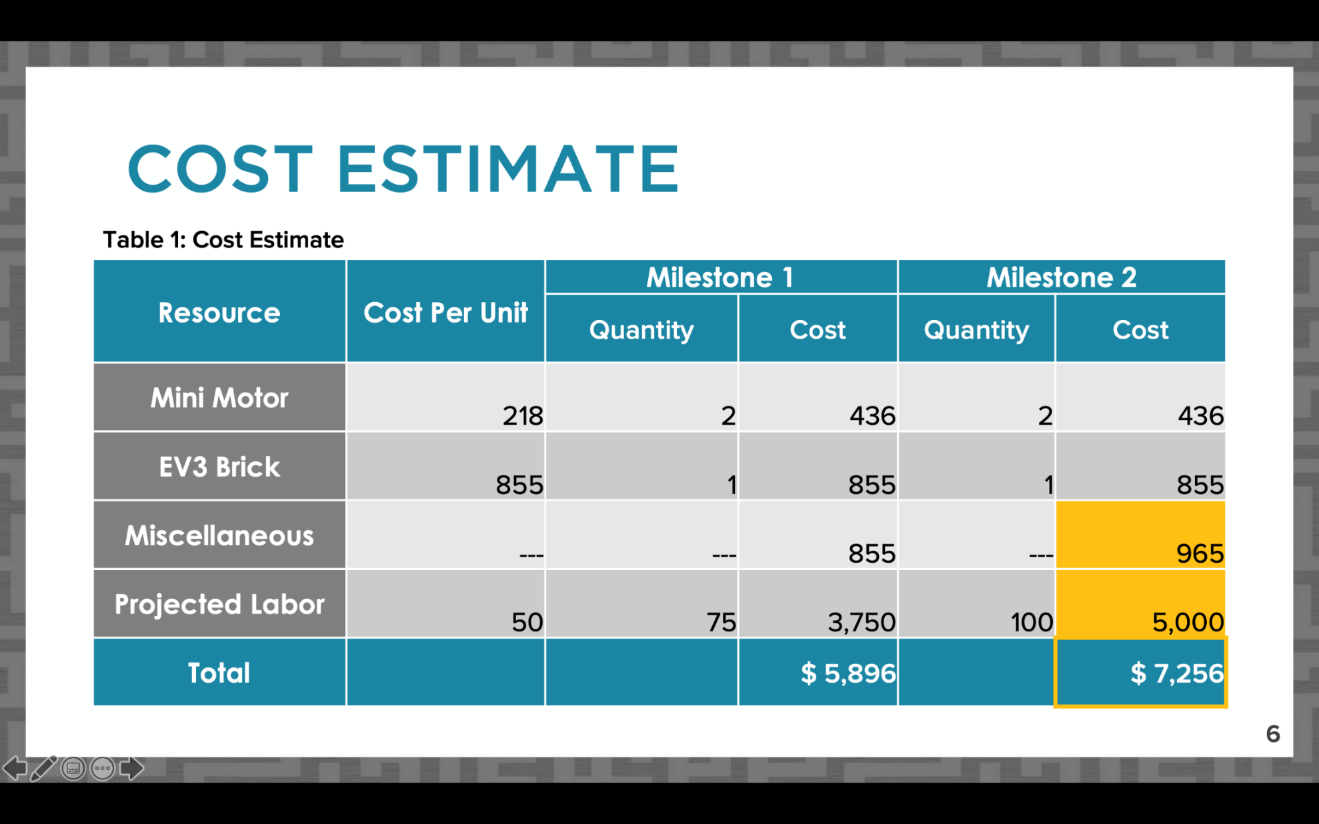 COST ESTIMATE
Table 1: Cost Estimate
Resource Cost Per Unit Milestone 1 Milestone 2
Quantity Cost Quantity Cost
Mini Motor 218 2 436 2 436
EV3 Brick 855 1 855 1 855
Miscellaneous --- --- 855 --- 965
Projected Labor 50 75 3,750 100 5,000
Total $ 5,896 $ 7,256
6